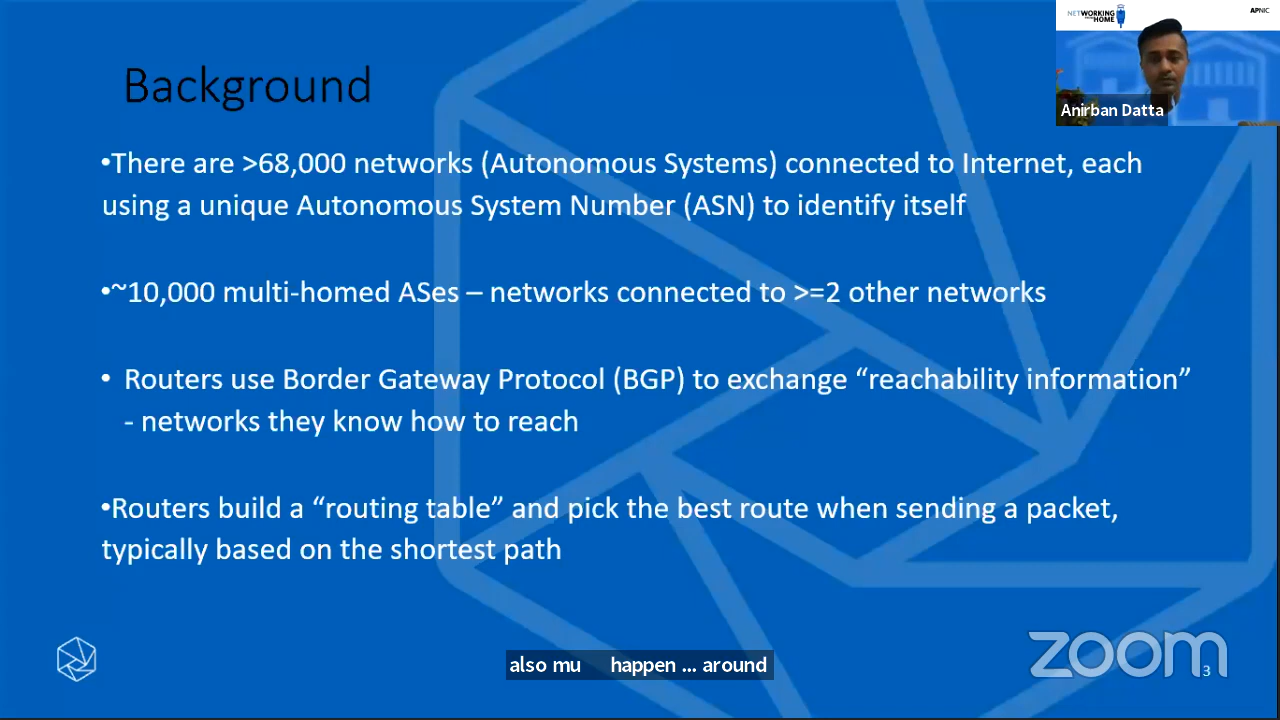 NETWORKING
FROM HOME
APNIC
Anirban Datta
Background
•There are >68,000 networks (Autonomous Systems) connected to Internet, each
using a unique Autonomous System Number (ASN) to identify itself
•~10,000 multi-homed ASes – networks connected to >=2 other networks
• Routers use Border Gateway Protocol (BGP) to exchange “reachability information”
- networks they know how to reach
•Routers build a “routing table” and pick the best route when sending a packet,
typically based on the shortest path
also mu happen ... around
zoom
3